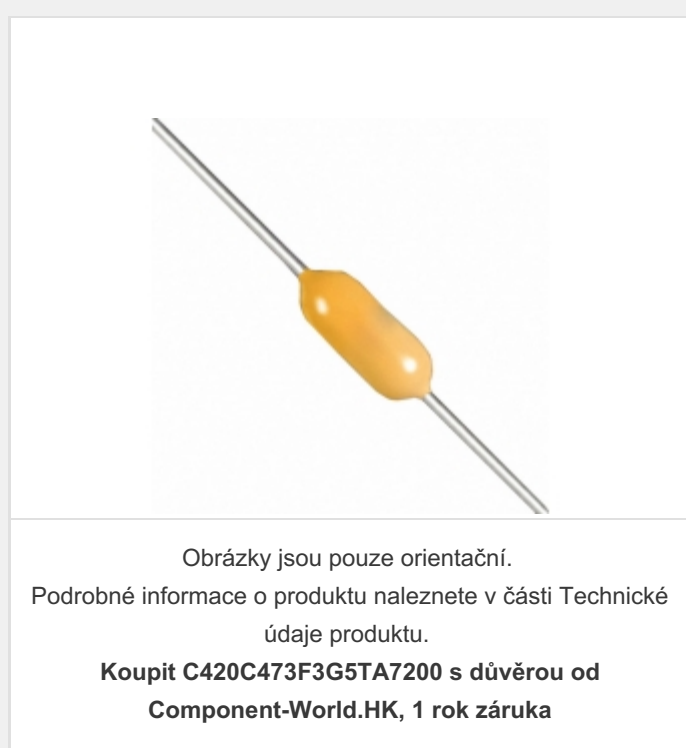 Obrázky jsou pouze orientační.
Podrobné informace o produktu naleznete v části Technické
údaje produktu.
Koupit C420C473F3G5TA7200 s důvěrou od
Component-World.HK, 1 rok záruka